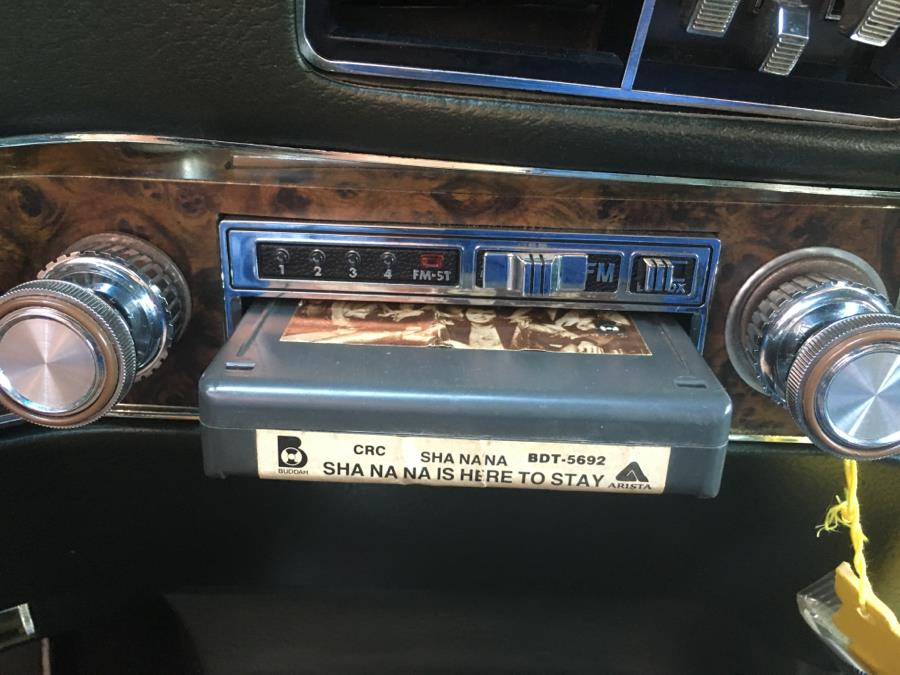 1 2 3 4 FM-ST
FM
BUDDAH
CRC SHA NA NA BDT-5692
SHA NA NA IS HERE TO STAY
ARISTA